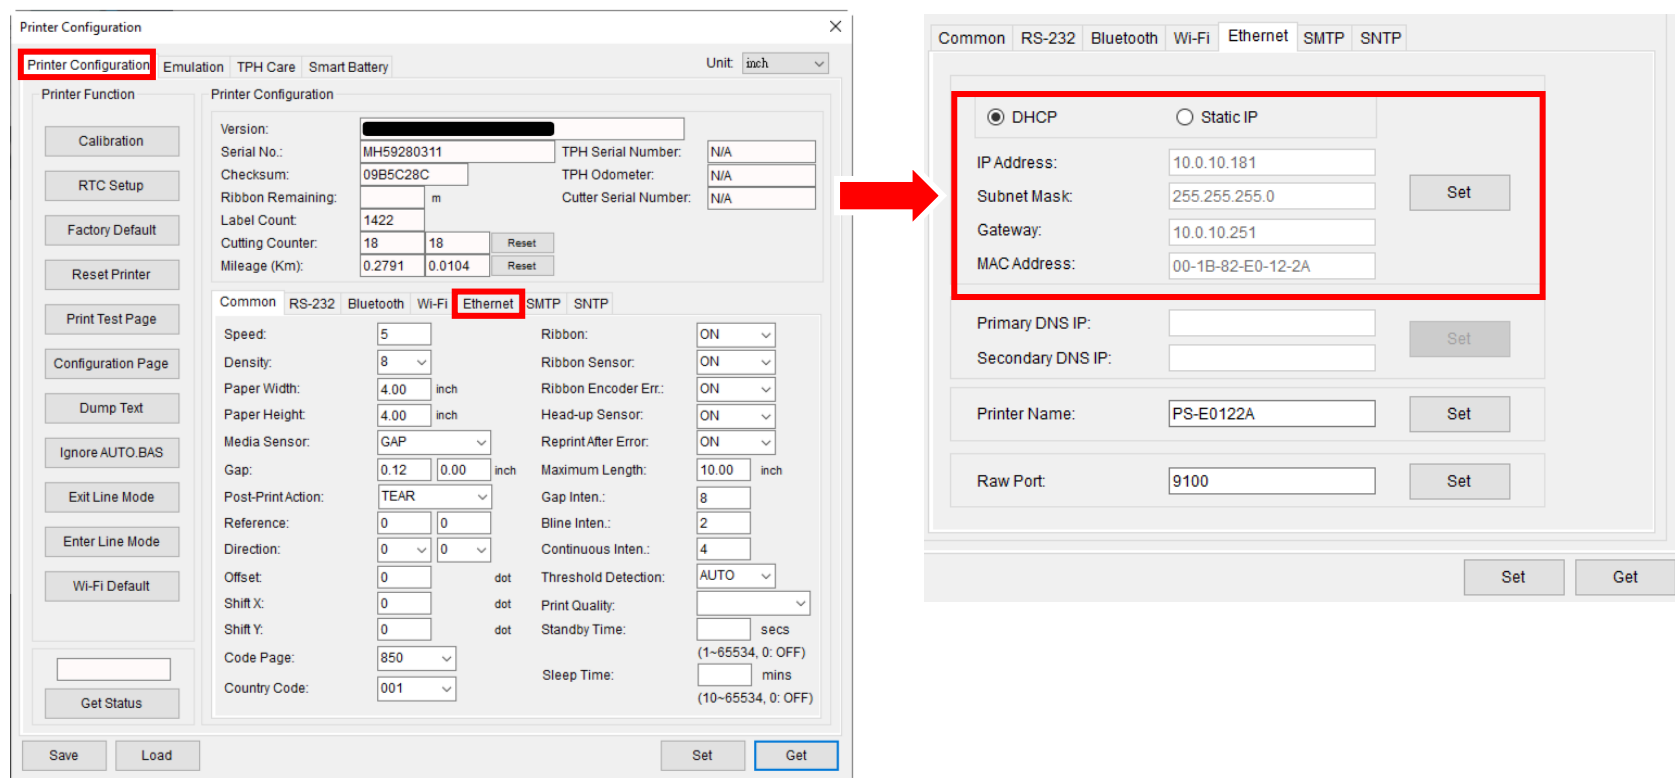 Printer Configuration
Printer Configuration Emulation TPH Care Smart Battery Unit: inch
Printer Function
Calibration
RTC Setup
Factory Default
Reset Printer
Print Test Page
Configuration Page
Dump Text
Ignore AUTO.BAS
Exit Line Mode
Enter Line Mode
Wi-Fi Default
Get Status
Printer Configuration
Version:
Serial No.: MH59280311 TPH Serial Number: N/A
Checksum: 09B5C28C TPH Odometer: N/A
Ribbon Remaining: m Cutter Serial Number: N/A
Label Count: 1422
Cutting Counter: 18 18 Reset
Mileage (Km): 0.2791 0.0104 Reset
Common RS-232 Bluetooth Wi-Fi Ethernet SMTP SNTP
Speed: 5 Ribbon: ON
Density: 8 Ribbon Sensor: ON
Paper Width: 4.00 inch Ribbon Encoder Err.: ON
Paper Height: 4.00 inch Head-up Sensor: ON
Media Sensor: GAP Reprint After Error: ON
Gap: 0.12 0.00 inch Maximum Length: 10.00 inch
Post-Print Action: TEAR Gap Inten.: 8
Reference: 0 0 Bline Inten.: 2
Direction: 0 0 Continuous Inten.: 4
Offset: 0 dot Threshold Detection: AUTO
Shift X: 0 dot Print Quality:
Shift Y: 0 dot Standby Time: secs
(1~65534, 0: OFF)
Code Page: 850
Sleep Time: mins
Country Code: 001
(10~65534, 0: OFF)
Save Load Set Get
Common RS-232 Bluetooth Wi-Fi Ethernet SMTP SNTP
DHCP Static IP
IP Address: 10.0.10.181
Subnet Mask: 255.255.255.0
Set
Gateway: 10.0.10.251
MAC Address: 00-1B-82-E0-12-2A
Primary DNS IP:
Set
Secondary DNS IP:
Printer Name: PS-E0122A Set
Raw Port: 9100 Set
Set Get